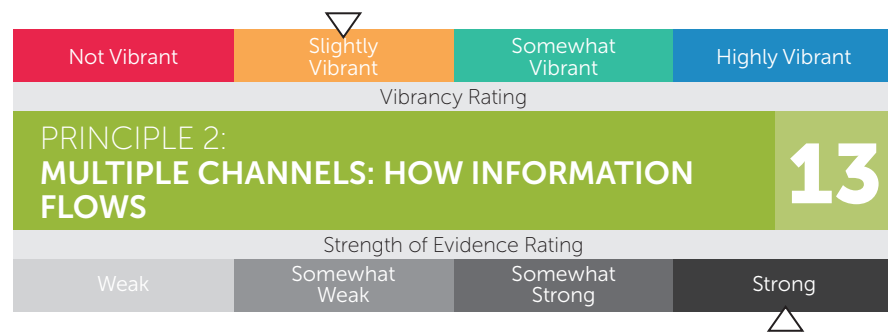 Not Vibrant
Slightly
Vibrant
Somewhat
Vibrant
Highly Vibrant
Vibrancy Rating
PRINCIPLE 2:
MULTIPLE CHANNELS: HOW INFORMATION
FLOWS
13
Strength of Evidence Rating
Weak
Somewhat
Weak
Somewhat
Strong
Strong